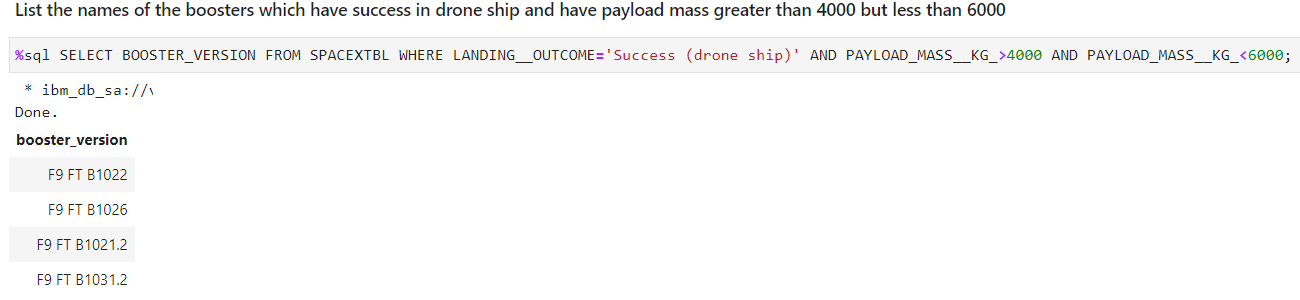 List the names of the boosters which have success in drone ship and have payload mass greater than 4000 but less than 6000
%sql SELECT BOOSTER_VERSION FROM SPACEXTBL WHERE LANDING__OUTCOME='Success (drone ship)' AND PAYLOAD_MASS__KG_>4000 AND PAYLOAD_MASS__KG_<6000;
* ibm_db_sa://
Done.
booster_version
F9 FT B1022
F9 FT B1026
F9 FT B1021.2
F9 FT B1031.2